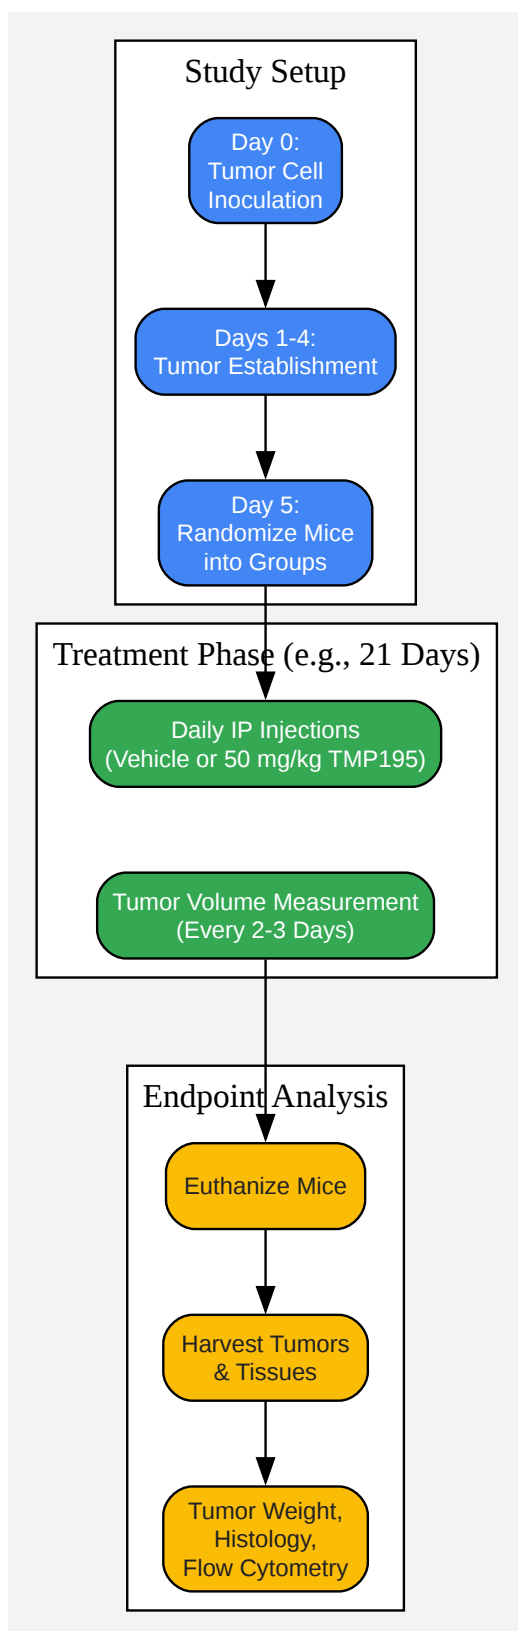 Study Setup
Day 0:
Tumor Cell
Inoculation
Days 1-4:
Tumor Establishment
Day 5:
Randomize Mice
into Groups
Treatment Phase (e.g., 21 Days)
Daily IP Injections
(Vehicle or 50 mg/kg TMP195)
Tumor Volume Measurement
(Every 2-3 Days)
Endpoint Analysis
Euthanize Mice
Harvest Tumors
& Tissues
Tumor Weight,
Histology,
Flow Cytometry